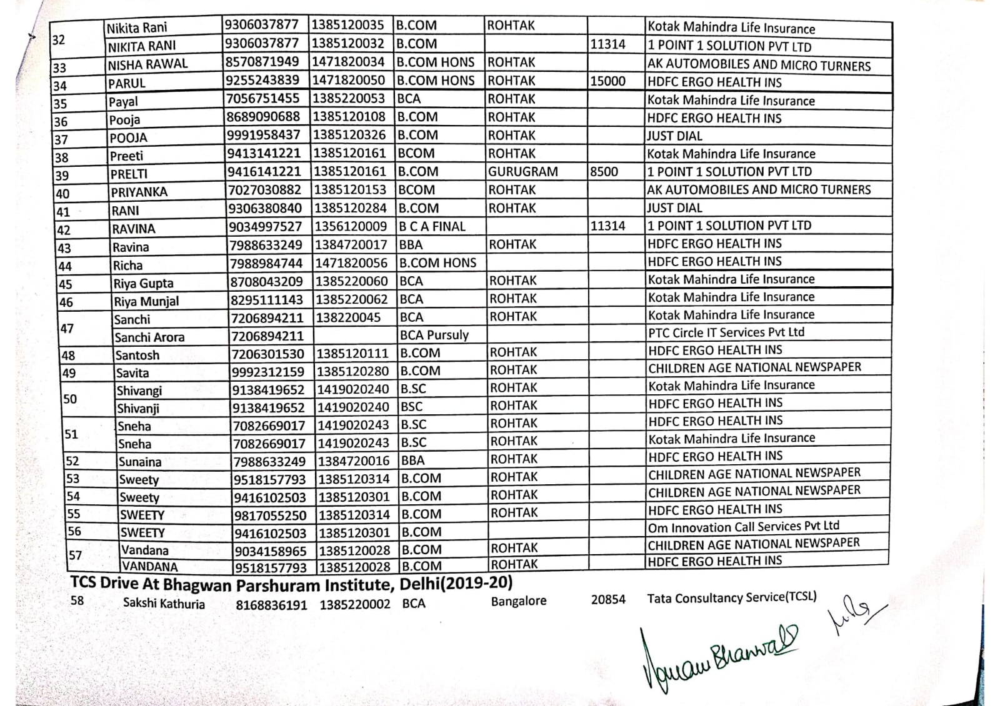 32 Nikita Rani 9306037877 1385120035 B.COM ROHTAK Kotak Mahindra Life Insurance
NIKITA RANI 9306037877 1385120032 B.COM 11314 1 POINT 1 SOLUTION PVT LTD
33 NISHA RAWAL 8570871949 1471820034 B.COM HONS ROHTAK AK AUTOMOBILES AND MICRO TURNERS
34 PARUL 9255243839 1471820050 B.COM HONS ROHTAK 15000 HDFC ERGO HEALTH INS
35 Payal 7056751455 1385220053 BCA ROHTAK Kotak Mahindra Life Insurance
36 Pooja 8689090688 1385120108 B.COM ROHTAK HDFC ERGO HEALTH INS
37 POOJA 9991958437 1385120326 B.COM ROHTAK JUST DIAL
38 Preeti 9413141221 1385120161 BCOM ROHTAK Kotak Mahindra Life Insurance
39 PRELTI 9416141221 1385120161 B.COM GURUGRAM 8500 1 POINT 1 SOLUTION PVT LTD
40 PRIYANKA 7027030882 1385120153 BCOM ROHTAK AK AUTOMOBILES AND MICRO TURNERS
41 RANI 9306380840 1385120284 B.COM ROHTAK JUST DIAL
42 RAVINA 9034997527 1356120009 B C A FINAL 11314 1 POINT 1 SOLUTION PVT LTD
43 Ravina 7988633249 1384720017 BBA ROHTAK HDFC ERGO HEALTH INS
44 Richa 7988984744 1471820056 B.COM HONS HDFC ERGO HEALTH INS
45 Riya Gupta 8708043209 1385220060 BCA ROHTAK Kotak Mahindra Life Insurance
46 Riya Munjal 8295111143 1385220062 BCA ROHTAK Kotak Mahindra Life Insurance
47 Sanchi 7206894211 138220045 BCA ROHTAK Kotak Mahindra Life Insurance
Sanchi Arora 7206894211 BCA Pursuly PTC Circle IT Services Pvt Ltd
48 Santosh 7206301530 1385120111 B.COM ROHTAK HDFC ERGO HEALTH INS
49 Savita 9992312159 1385120280 B.COM ROHTAK CHILDREN AGE NATIONAL NEWSPAPER
50 Shivangi 9138419652 1419020240 B.SC ROHTAK Kotak Mahindra Life Insurance
Shivanji 9138419652 1419020240 BSC ROHTAK HDFC ERGO HEALTH INS
51 Sneha 7082669017 1419020243 B.SC ROHTAK HDFC ERGO HEALTH INS
Sneha 7082669017 1419020243 B.SC ROHTAK Kotak Mahindra Life Insurance
52 Sunaina 7988633249 1384720016 BBA ROHTAK HDFC ERGO HEALTH INS
53 Sweety 9518157793 1385120314 B.COM ROHTAK CHILDREN AGE NATIONAL NEWSPAPER
54 Sweety 9416102503 1385120301 B.COM ROHTAK CHILDREN AGE NATIONAL NEWSPAPER
55 SWEETY 9817055250 1385120314 B.COM ROHTAK HDFC ERGO HEALTH INS
56 SWEETY 9416102503 1385120301 B.COM Om Innovation Call Services Pvt Ltd
57 Vandana 9034158965 1385120028 B.COM ROHTAK CHILDREN AGE NATIONAL NEWSPAPER
VANDANA 9518157793 1385120028 B.COM ROHTAK HDFC ERGO HEALTH INS
TCS Drive At Bhagwan Parshuram Institute, Delhi(2019-20)
58 Sakshi Kathuria 8168836191 1385220002 BCA Bangalore 20854 Tata Consultancy Service(TCSL)